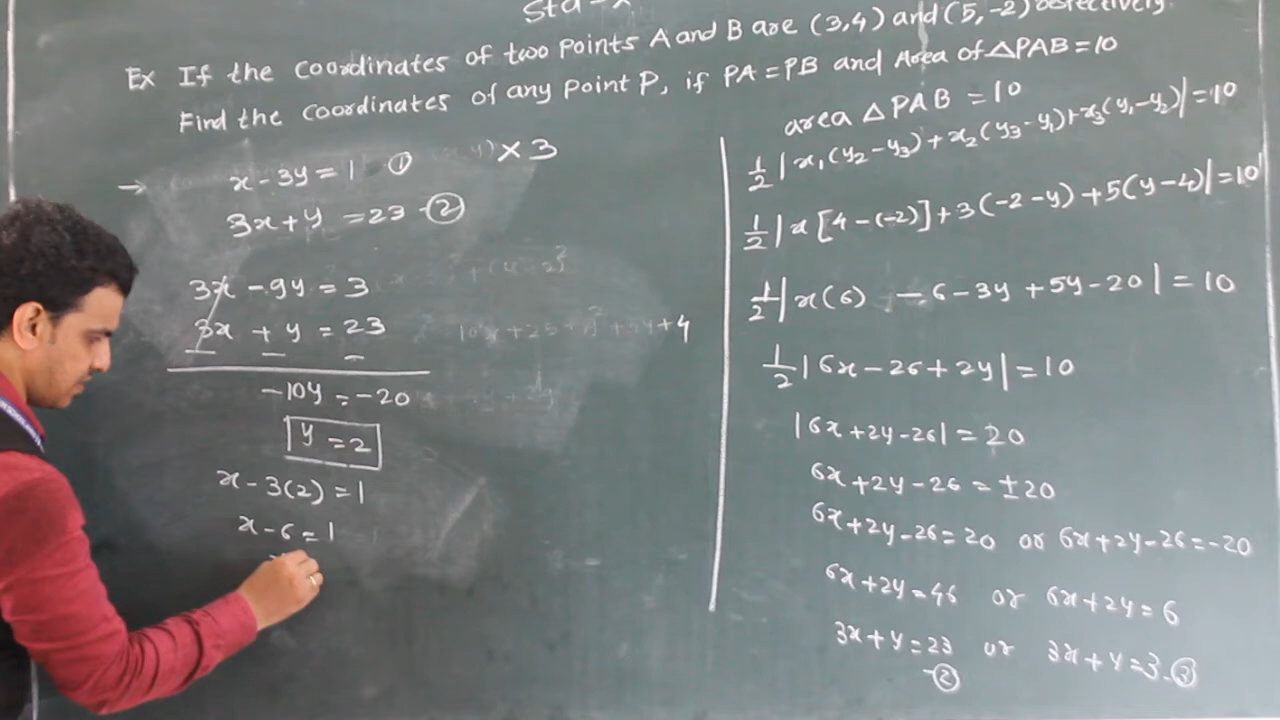 Std-X
Ex If the coordinates of two points A and B are (3,4) and (5,-2)
Find the coordinates of any point P, if PA = PB and Area of △PAB = 10
→ x - 3y = 1 ① × 3
3x + y = 23 - ②
3x - 9y = 3
3x + y = 23
— — —
-10y = -20
y = 2
x - 3(2) = 1
x - 6 = 1
area △PAB = 10
1/2 | x₁(y₂-y₃) + x₂(y₃-y₁) + x₃(y₁-y₂)| = 10
1/2 | x[4-(-2)] + 3(-2-y) + 5(y-4)| = 10
1/2 | x(6) - 6 - 3y + 5y - 20 | = 10
1/2 | 6x - 26 + 2y | = 10
|6x + 2y - 26| = 20
6x + 2y - 26 = ±20
6x + 2y - 26 = 20 or 6x + 2y - 26 = -20
6x + 2y = 46 or 6x + 2y = 6
3x + y = 23 or 3x + y = 3 - ③
- ②